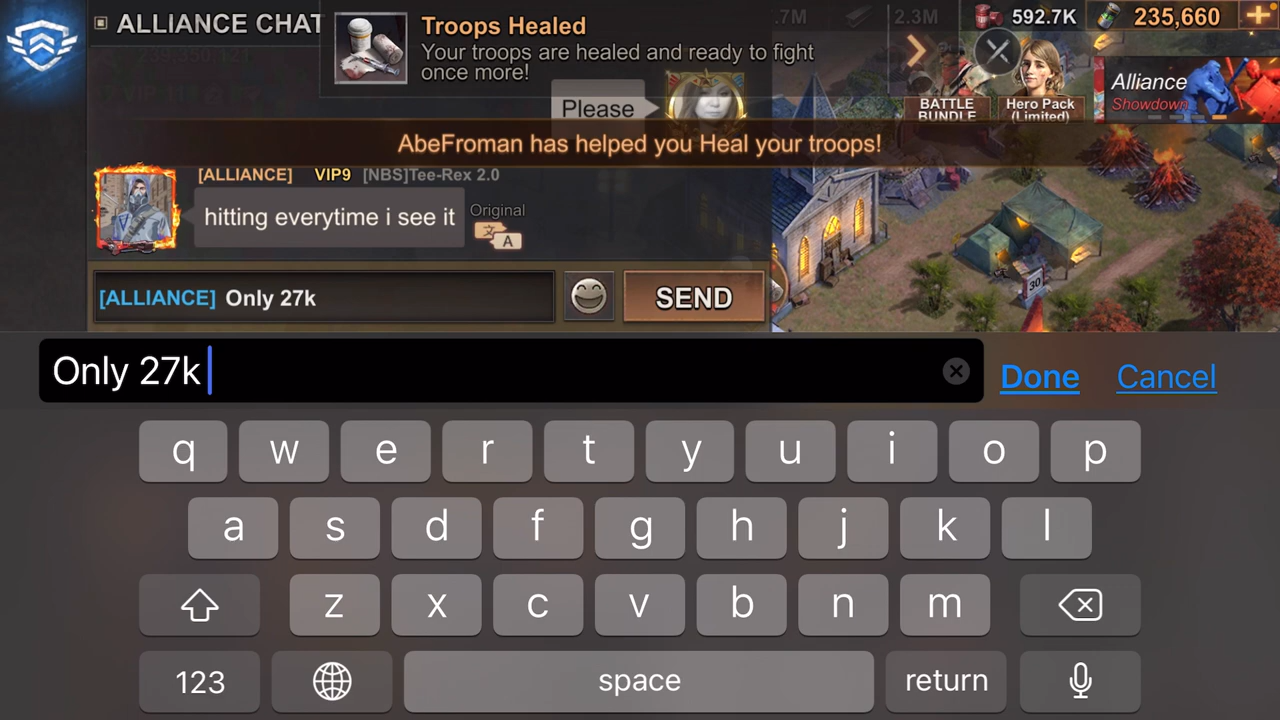 ALLIANCE CHAT
Troops Healed
Your troops are healed and ready to fight
once more!
.7M
2.3M
592.7K
235,660
Please
BATTLE
BUNDLE
Hero Pack
(Limited)
Alliance
Showdown
AbeFroman has helped you Heal your troops!
[ALLIANCE] VIP9 [NBS]Tee-Rex 2.0
hitting everytime i see it
Original
A
30
[ALLIANCE] Only 27k
SEND
Only 27k
Done
Cancel
q w e r t y u i o p
a s d f g h j k l
z x c v b n m
123
space
return